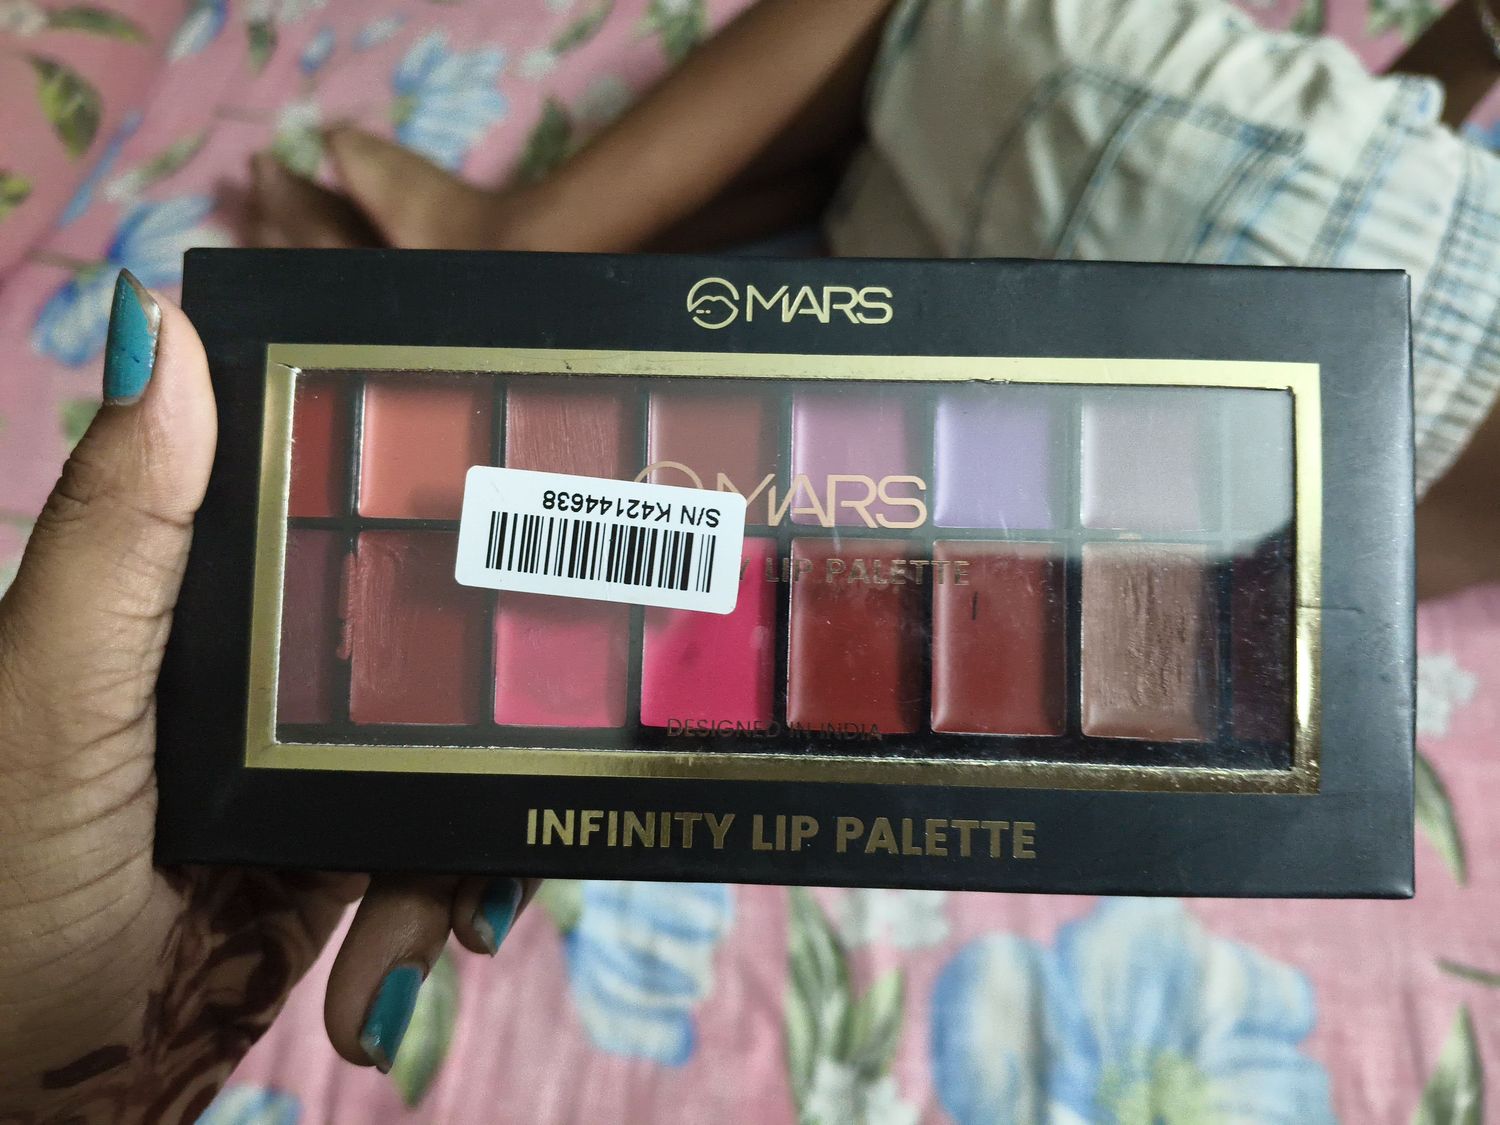 MARS
S/N K42144638
MARS
Y LIP PALETTE
DESIGNED IN INDIA
INFINITY LIP PALETTE